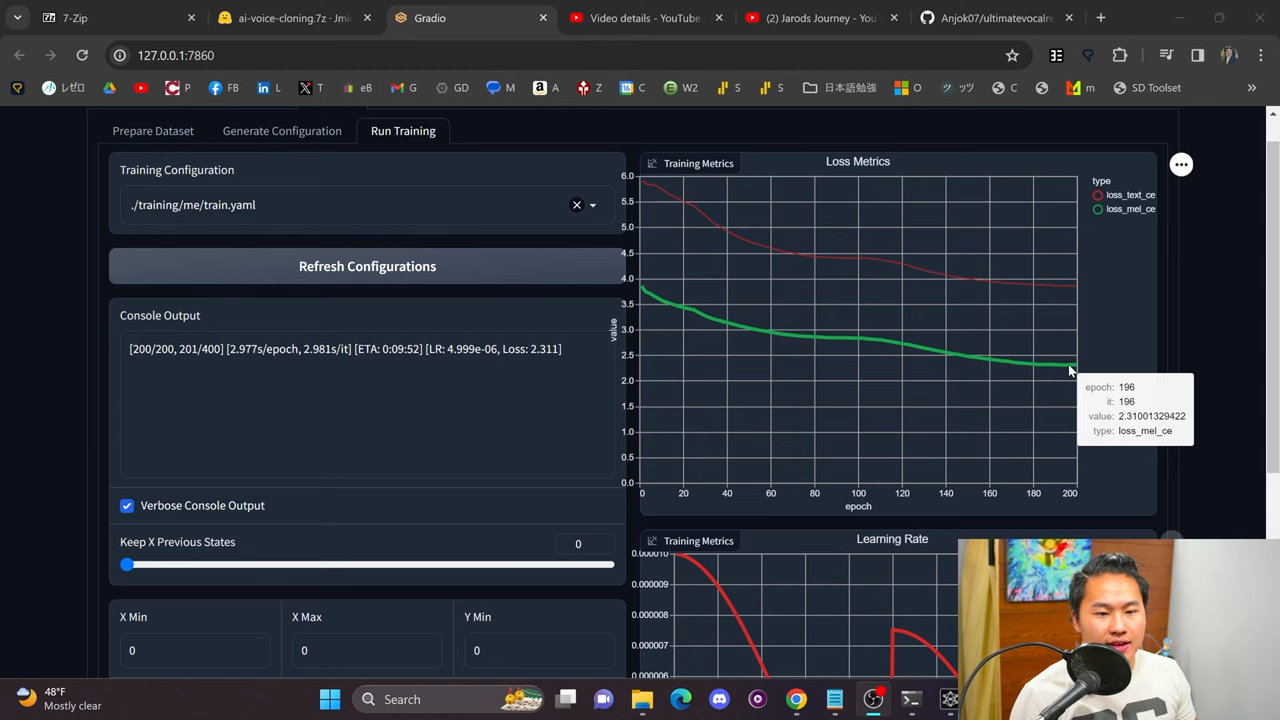 7-Zip
ai-voice-cloning.7z · Jmic
Gradio
Video details - YouTube
(2) Jarods Journey - You
Anjok07/ultimatevocalre
127.0.0.1:7860
レゼロ
P
FB
L
T
eB
G
GD
M
A
Z
C
W2
S
S
日本語勉強
O
ツッツ
C
m
SD Toolset
Prepare Dataset
Generate Configuration
Run Training
Training Configuration
./training/me/train.yaml
Refresh Configurations
Console Output
[200/200, 201/400] [2.977s/epoch, 2.981s/it] [ETA: 0:09:52] [LR: 4.999e-06, Loss: 2.311]
Verbose Console Output
Keep X Previous States
0
X Min
X Max
Y Min
0
0
0
Training Metrics
Loss Metrics
6.0
5.5
5.0
4.5
4.0
3.5
3.0
2.5
2.0
1.5
1.0
0.5
0.0
value
0
20
40
60
80
100
120
140
160
180
200
epoch
type
loss_text_ce
loss_mel_ce
epoch: 196
it: 196
value: 2.31001329422
type: loss_mel_ce
Training Metrics
Learning Rate
0.000010
0.000009
0.000008
0.000007
0.000006
48°F
Mostly clear
Search